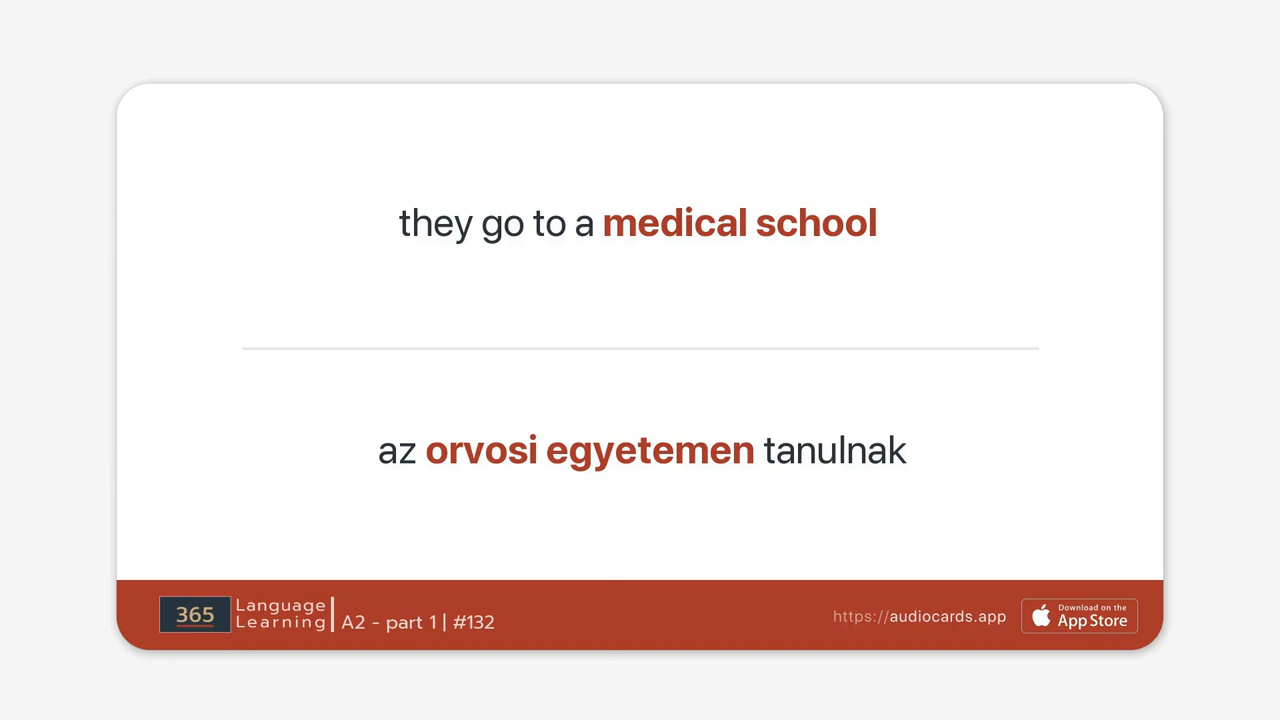 they go to a medical school
az orvosi egyetemen tanulnak
365 Language Learning | A2 - part 1 | #132
https://audiocards.app
Download on the App Store